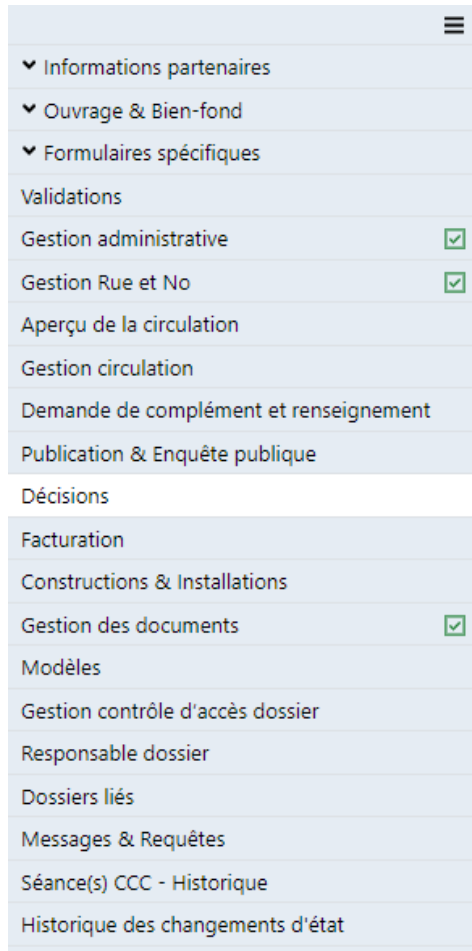 Informations partenaires
Ouvrage & Bien-fond
Formulaires spécifiques
Validations
Gestion administrative
Gestion Rue et No
Aperçu de la circulation
Gestion circulation
Demande de complément et renseignement
Publication & Enquête publique
Décisions
Facturation
Constructions & Installations
Gestion des documents
Modèles
Gestion contrôle d'accès dossier
Responsable dossier
Dossiers liés
Messages & Requêtes
Séance(s) CCC - Historique
Historique des changements d'état